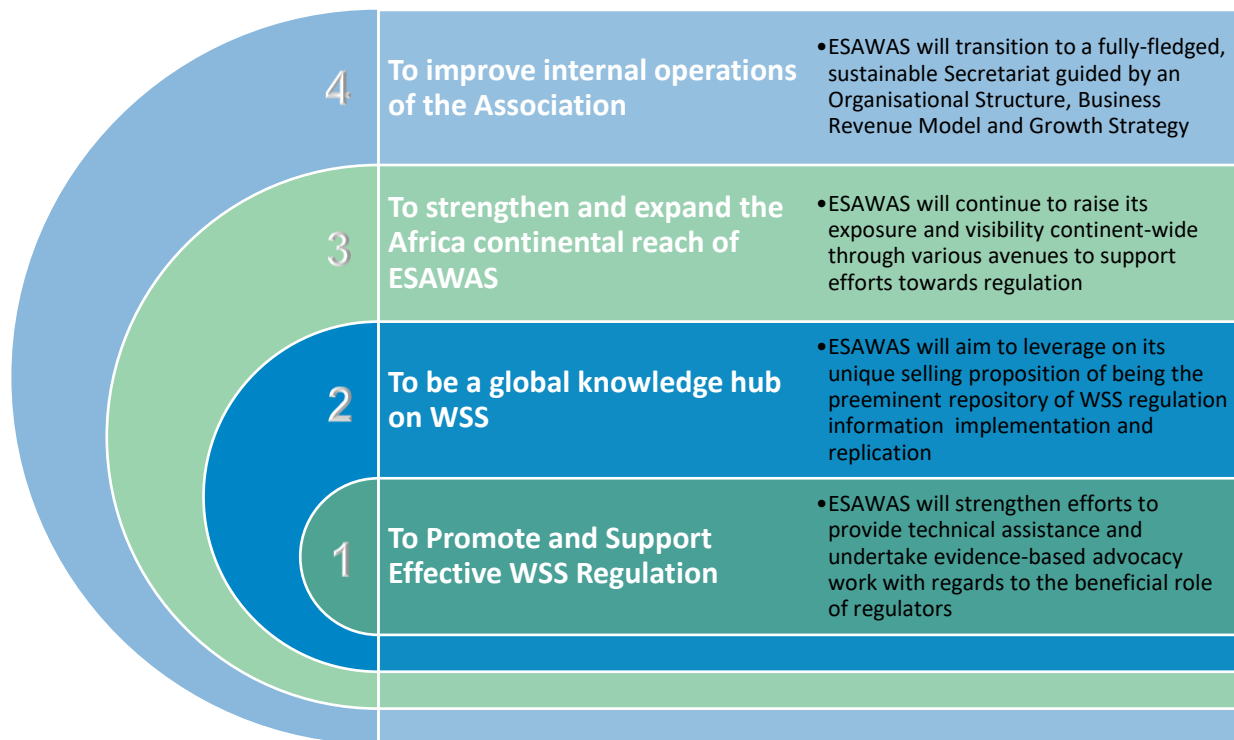 4
To improve internal operations
of the Association
•ESAWAS will transition to a fully-fledged,
sustainable Secretariat guided by an
Organisational Structure, Business
Revenue Model and Growth Strategy
3
To strengthen and expand the
Africa continental reach of
ESAWAS
•ESAWAS will continue to raise its
exposure and visibility continent-wide
through various avenues to support
efforts towards regulation
2
To be a global knowledge hub
on WSS
•ESAWAS will aim to leverage on its
unique selling proposition of being the
preeminent repository of WSS regulation
information  implementation and
replication
1
To Promote and Support
Effective WSS Regulation
•ESAWAS will strengthen efforts to
provide technical assistance and
undertake evidence-based advocacy
work with regards to the beneficial role
of regulators